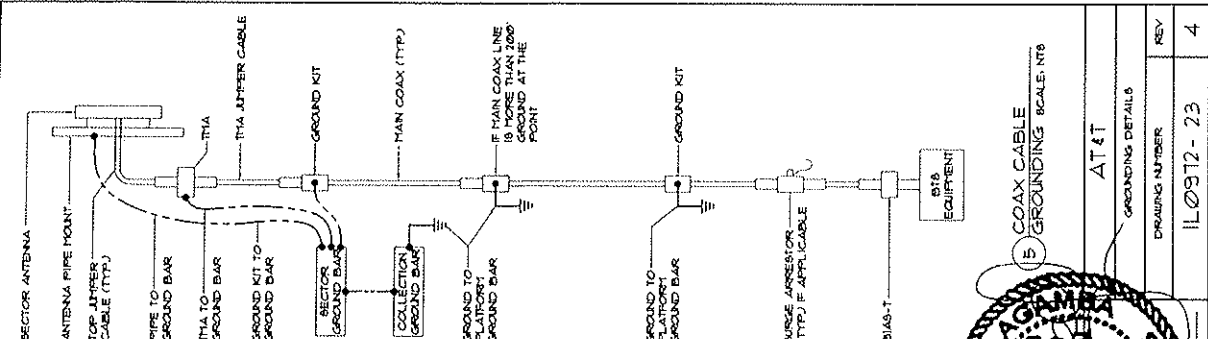 SECTOR ANTENNA
ANTENNA PIPE MOUNT
TOP JUMPER
CABLE (TYP.)
PIPE TO
GROUND BAR
TMA TO
GROUND BAR
GROUND KIT TO
GROUND BAR
SECTOR
GROUND BAR
COLLECTION
GROUND BAR
GROUND TO
PLATFORM
GROUND BAR
GROUND TO
PLATFORM
GROUND BAR
URGE ARRESTOR
TYP.) IF APPLICABLE
BIAS-T
TMA
TMA JUMPER CABLE
GROUND KIT
MAIN COAX (TYP.)
IF MAIN COAX LINE
IS MORE THAN 200'
GROUND AT THE
POINT
GROUND KIT
BTS
EQUIPMENT
15 COAX CABLE
GROUNDING SCALE: NTS
AT&T
GROUNDING DETAILS
DRAWING NUMBER
REV
IL0972-23
4
AGAMBA